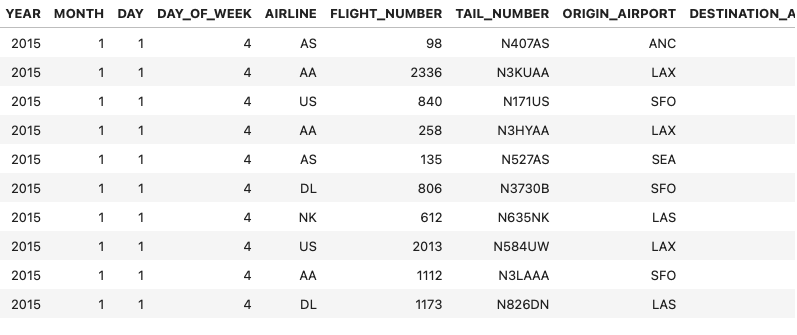 YEAR MONTH DAY DAY_OF_WEEK AIRLINE FLIGHT_NUMBER TAIL_NUMBER ORIGIN_AIRPORT DESTINATION_A
2015 1 1 4 AS 98 N407AS ANC
2015 1 1 4 AA 2336 N3KUAA LAX
2015 1 1 4 US 840 N171US SFO
2015 1 1 4 AA 258 N3HYAA LAX
2015 1 1 4 AS 135 N527AS SEA
2015 1 1 4 DL 806 N3730B SFO
2015 1 1 4 NK 612 N635NK LAS
2015 1 1 4 US 2013 N584UW LAX
2015 1 1 4 AA 1112 N3LAAA SFO
2015 1 1 4 DL 1173 N826DN LAS